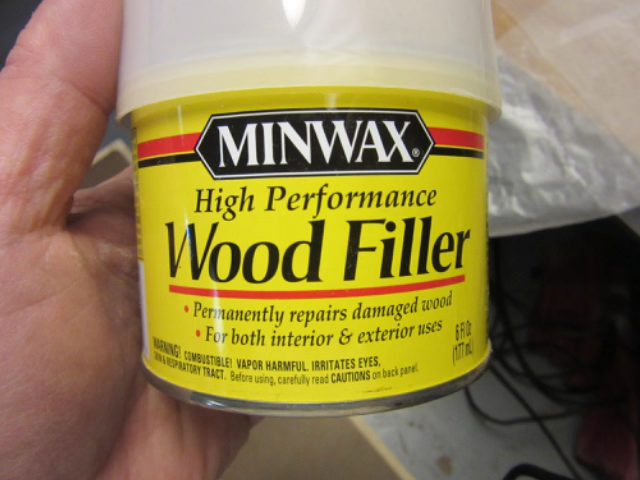 MINWAX®
High Performance
Wood Filler
• Permanently repairs damaged wood
• For both interior & exterior uses
WARNING! COMBUSTIBLE! VAPOR HARMFUL. IRRITATES EYES,
SKIN & RESPIRATORY TRACT. Before using, carefully read CAUTIONS on back panel.
6 Fl Oz
(177 mL)